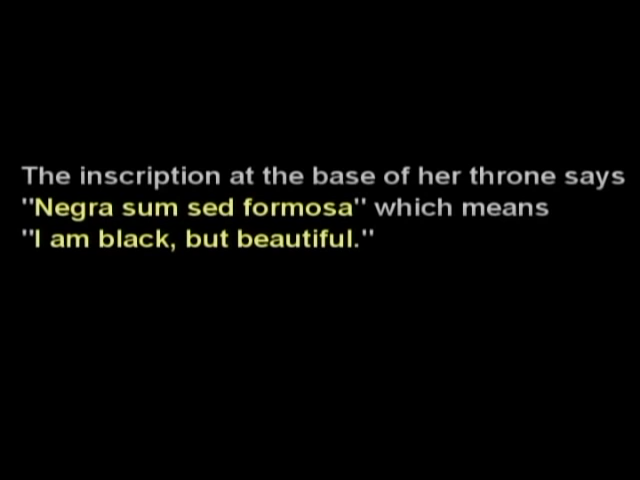 The inscription at the base of her throne says
"Negra sum sed formosa" which means
"I am black, but beautiful."